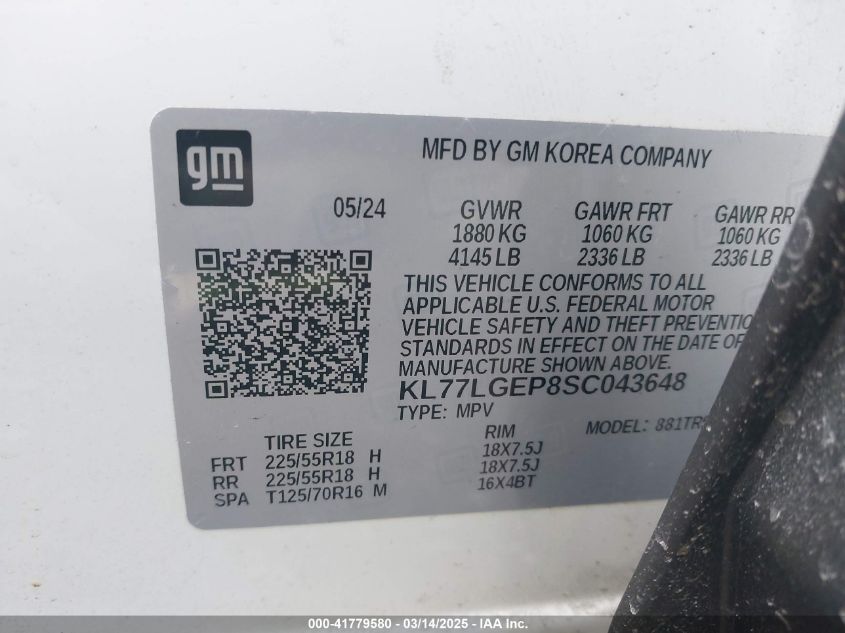 gm
MFD BY GM KOREA COMPANY
05/24 GVWR GAWR FRT GAWR RR
1880 KG 1060 KG 1060 KG
4145 LB 2336 LB 2336 LB
THIS VEHICLE CONFORMS TO ALL
APPLICABLE U.S. FEDERAL MOTOR
VEHICLE SAFETY AND THEFT PREVENTIO
STANDARDS IN EFFECT ON THE DATE OF
MANUFACTURE SHOWN ABOVE.
KL77LGEP8SC043648
TYPE: MPV
MODEL: 881TR
TIRE SIZE RIM
FRT 225/55R18 H 18X7.5J
RR 225/55R18 H 18X7.5J
SPA T125/70R16 M 16X4BT
000-41779580 - 03/14/2025 - IAA Inc.